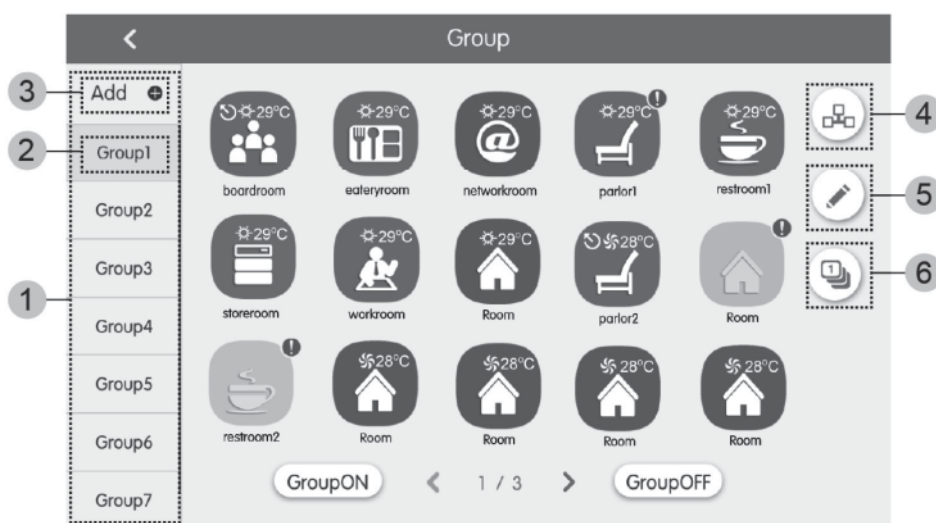 Group
3 Add 4
2 Group1
29°C 29°C 29°C 29°C 29°C
boardroom eateryroom networkroom parlor1 restroom1
5
Group2
29°C 29°C 29°C 28°C
Group3
6
1
storeroom workroom Room parlor2 Room
Group4
28°C 28°C 28°C 28°C
Group5
restroom2 Room Room Room Room
Group6
GroupON 1 / 3 GroupOFF
Group7